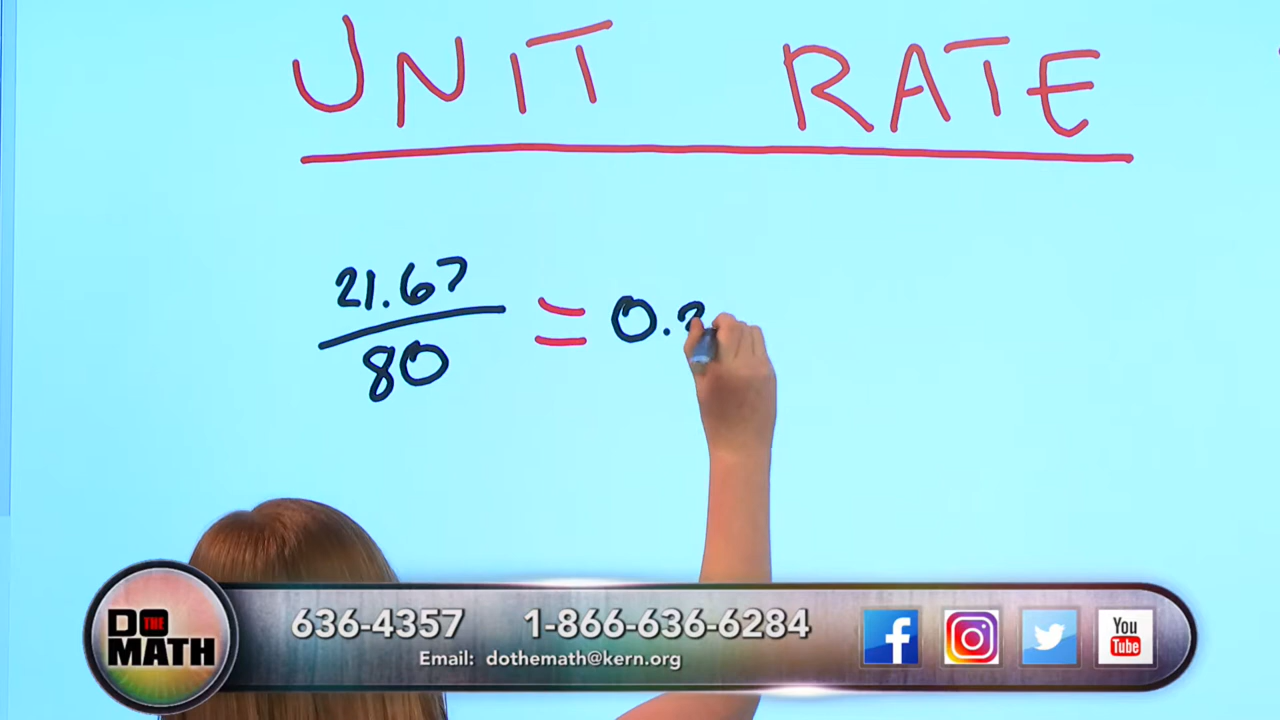 UNIT RATE
21.67
80
= 0.2
DO THE MATH
636-4357 1-866-636-6284
Email: dothemath@kern.org
f
You Tube